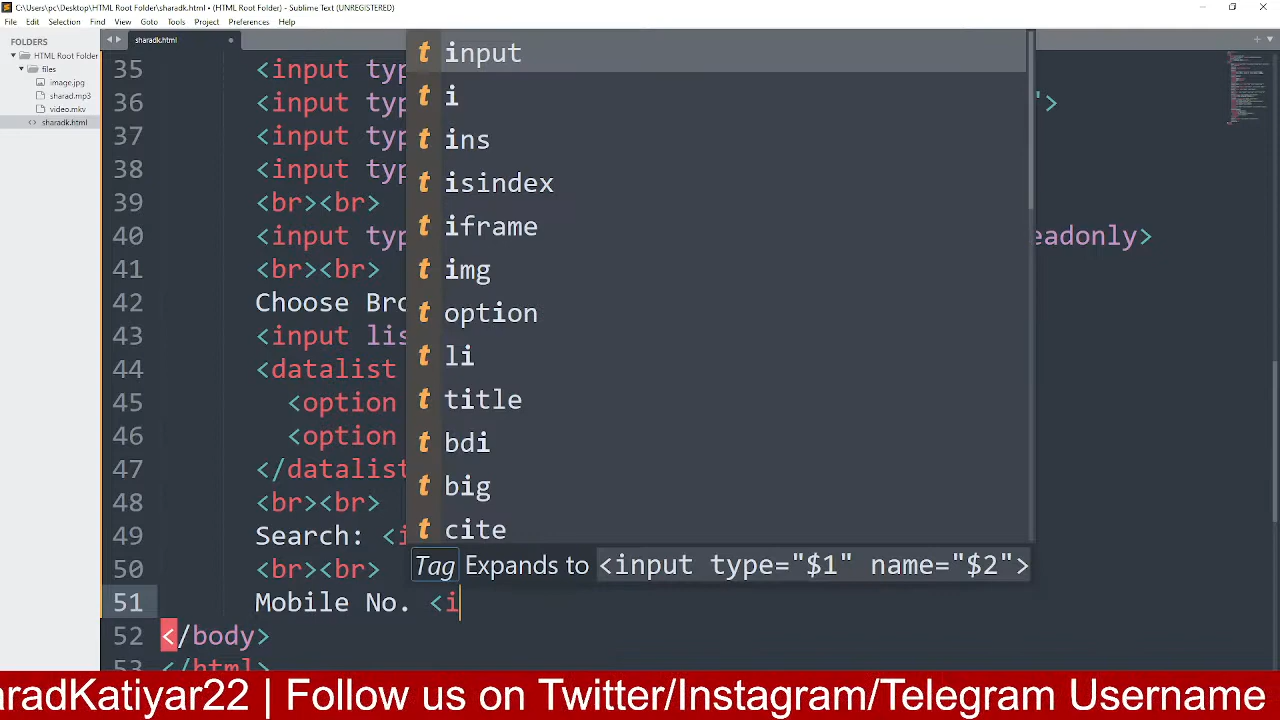 C:\Users\pc\Desktop\HTML Root Folder\sharadk.html • (HTML Root Folder) - Sublime Text (UNREGISTERED)
File Edit Selection Find View Goto Tools Project Preferences Help
FOLDERS
HTML Root Folder
files
image.jpg
sharad.mp3
video.mkv
sharadk.html
sharadk.html
35 <input typ
36 <input typ ">
37 <input typ
38 <input typ
39 <br><br>
40 <input typ eadonly>
41 <br><br>
42 Choose Bro
43 <input lis
44 <datalist
45 <option
46 <option
47 </datalist
48 <br><br>
49 Search: <i
50 <br><br>
51 Mobile No. <i
52 </body>
53 </html>
t input
t i
t ins
t isindex
t iframe
t img
t option
t li
t title
t bdi
t big
t cite
Tag Expands to <input type="$1" name="$2">
aradKatiyar22 | Follow us on Twitter/Instagram/Telegram Username